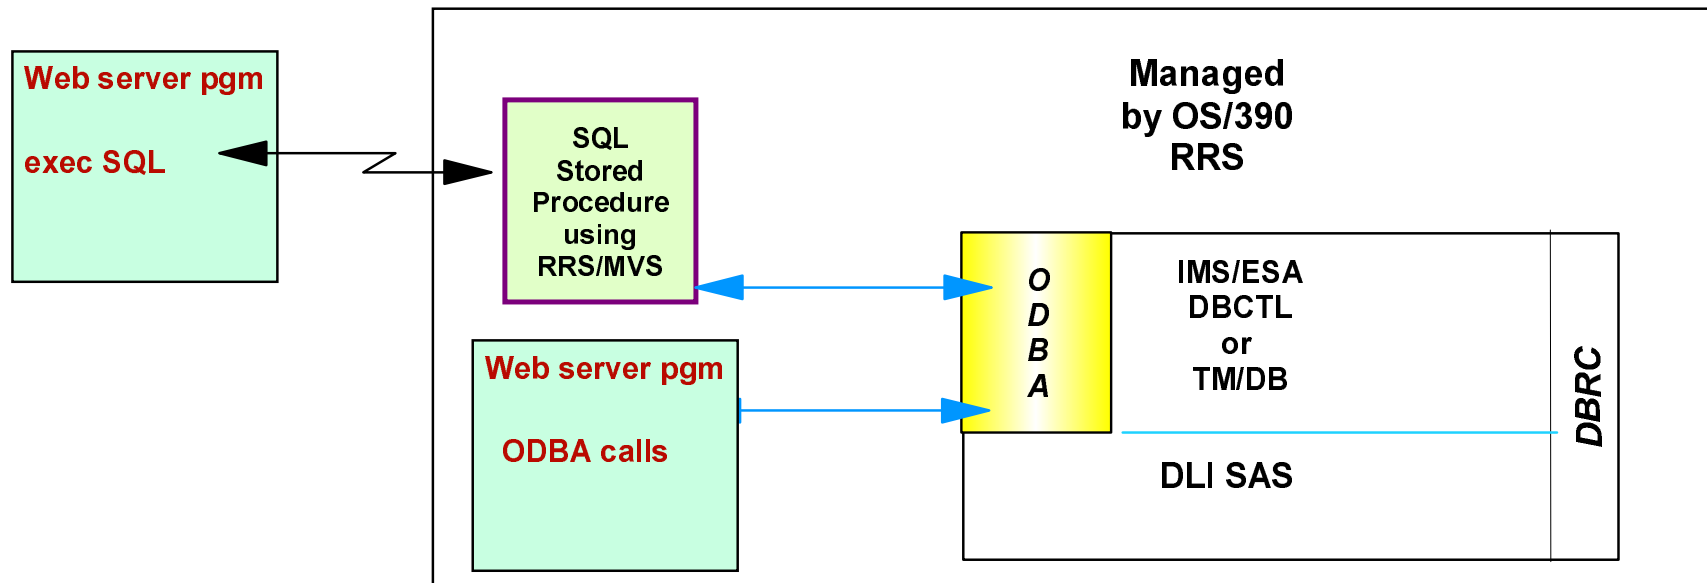 Web server pgm
exec SQL
SQL
Stored
Procedure
using
RRS/MVS
Managed
by OS/390
RRS
Web server pgm
ODBA calls
O
D
B
A
IMS/ESA
DBCTL
or
TM/DB
DLI SAS
DBRC